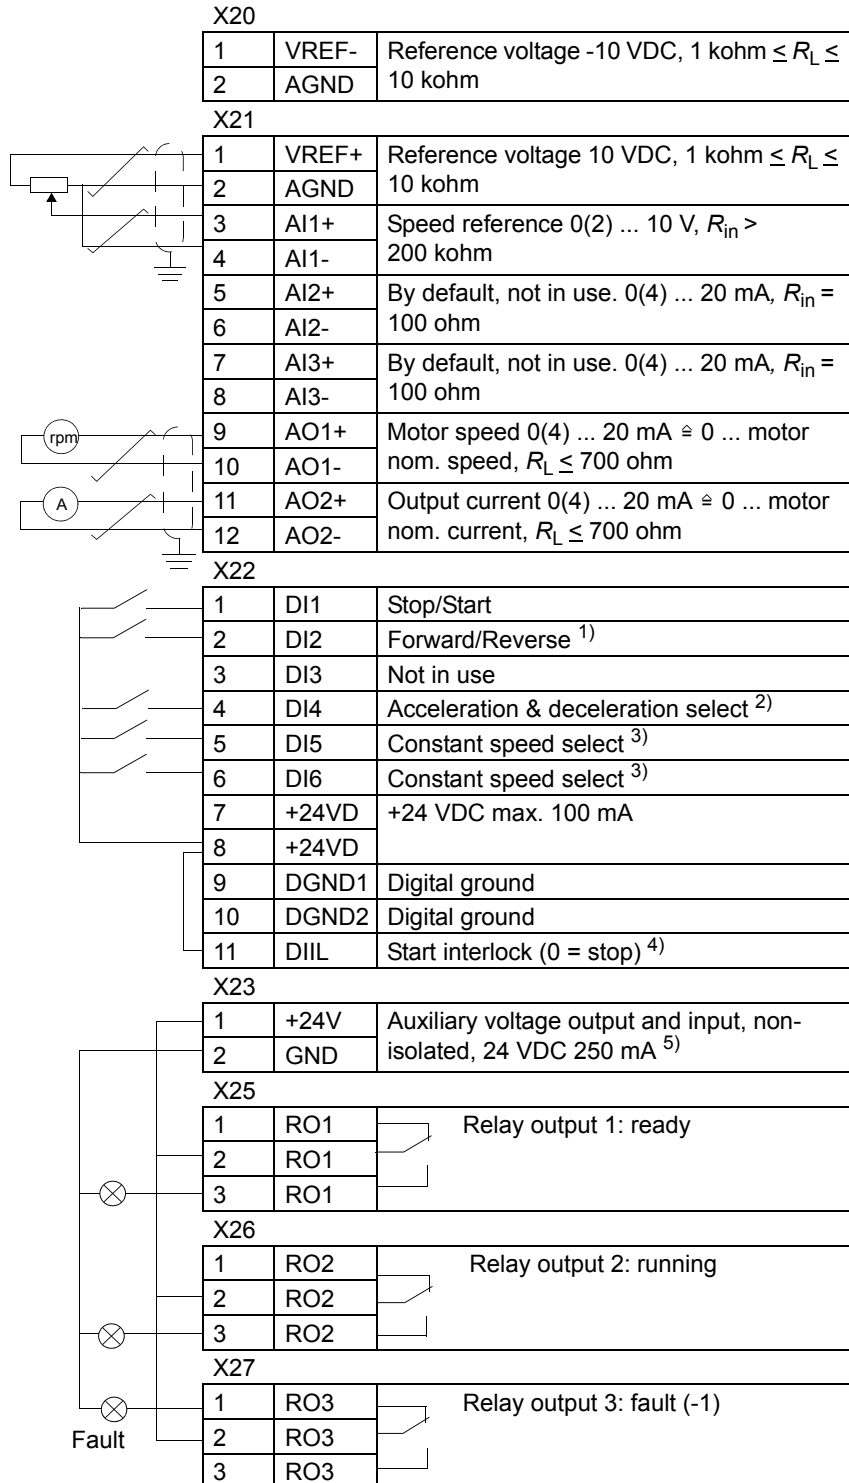 X20
1 VREF- Reference voltage -10 VDC, 1 kohm ≤ RL ≤
2 AGND 10 kohm
X21
1 VREF+ Reference voltage 10 VDC, 1 kohm ≤ RL ≤
2 AGND 10 kohm
3 AI1+ Speed reference 0(2) ... 10 V, Rin >
4 AI1- 200 kohm
5 AI2+ By default, not in use. 0(4) ... 20 mA, Rin =
6 AI2- 100 ohm
7 AI3+ By default, not in use. 0(4) ... 20 mA, Rin =
8 AI3- 100 ohm
rpm 9 AO1+ Motor speed 0(4) ... 20 mA ≙ 0 ... motor
10 AO1- nom. speed, RL ≤ 700 ohm
A 11 AO2+ Output current 0(4) ... 20 mA ≙ 0 ... motor
12 AO2- nom. current, RL ≤ 700 ohm
X22
1 DI1 Stop/Start
2 DI2 Forward/Reverse 1)
3 DI3 Not in use
4 DI4 Acceleration & deceleration select 2)
5 DI5 Constant speed select 3)
6 DI6 Constant speed select 3)
7 +24VD +24 VDC max. 100 mA
8 +24VD
9 DGND1 Digital ground
10 DGND2 Digital ground
11 DIIL Start interlock (0 = stop) 4)
X23
1 +24V Auxiliary voltage output and input, non-
2 GND isolated, 24 VDC 250 mA 5)
X25
1 RO1 Relay output 1: ready
2 RO1
3 RO1
X26
1 RO2 Relay output 2: running
2 RO2
3 RO2
X27
1 RO3 Relay output 3: fault (-1)
Fault 2 RO3
3 RO3